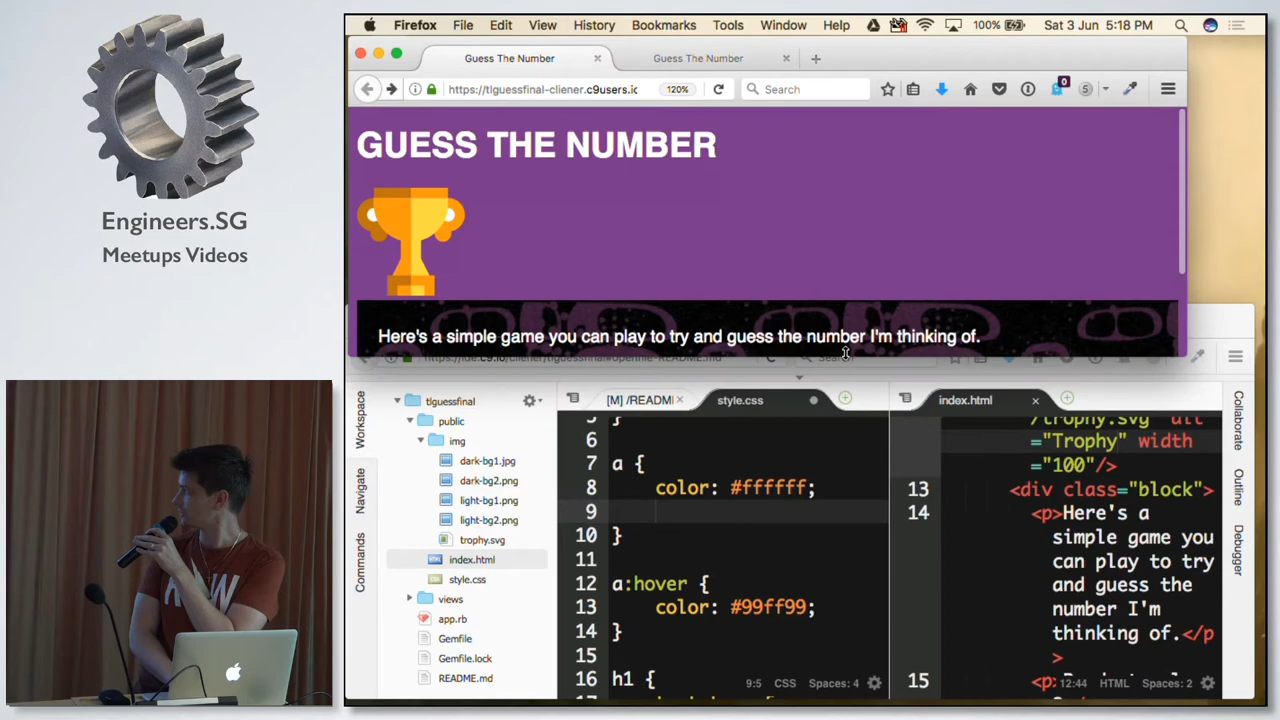 Engineers.SG
Meetups Videos
Firefox File Edit View History Bookmarks Tools Window Help 100% Sat 3 Jun 5:18 PM
Guess The Number
Guess The Number
https://tlguessfinal-cliener.c9users.ic 120% Search 0 5
GUESS THE NUMBER
Here's a simple game you can play to try and guess the number I'm thinking of.
Workspace
Navigate
Commands
tlguessfinal
public
img
dark-bg1.jpg
dark-bg2.png
light-bg1.png
light-bg2.png
trophy.svg
index.html
style.css
views
app.rb
Gemfile
Gemfile.lock
README.md
[M] /READMI
style.css
6
7 a {
8 color: #ffffff;
9
10 }
11
12 a:hover {
13 color: #99ff99;
14 }
15
16 h1 {
9:5 CSS Spaces: 4
index.html
/trophy.svg" alt
="Trophy" width
="100"/>
13 <div class="block">
14 <p>Here's a
simple game you
can play to try
and guess the
number I'm
thinking of.</p
>
15 <p>
12:44 HTML Spaces: 2
Collaborate
Outline
Debugger